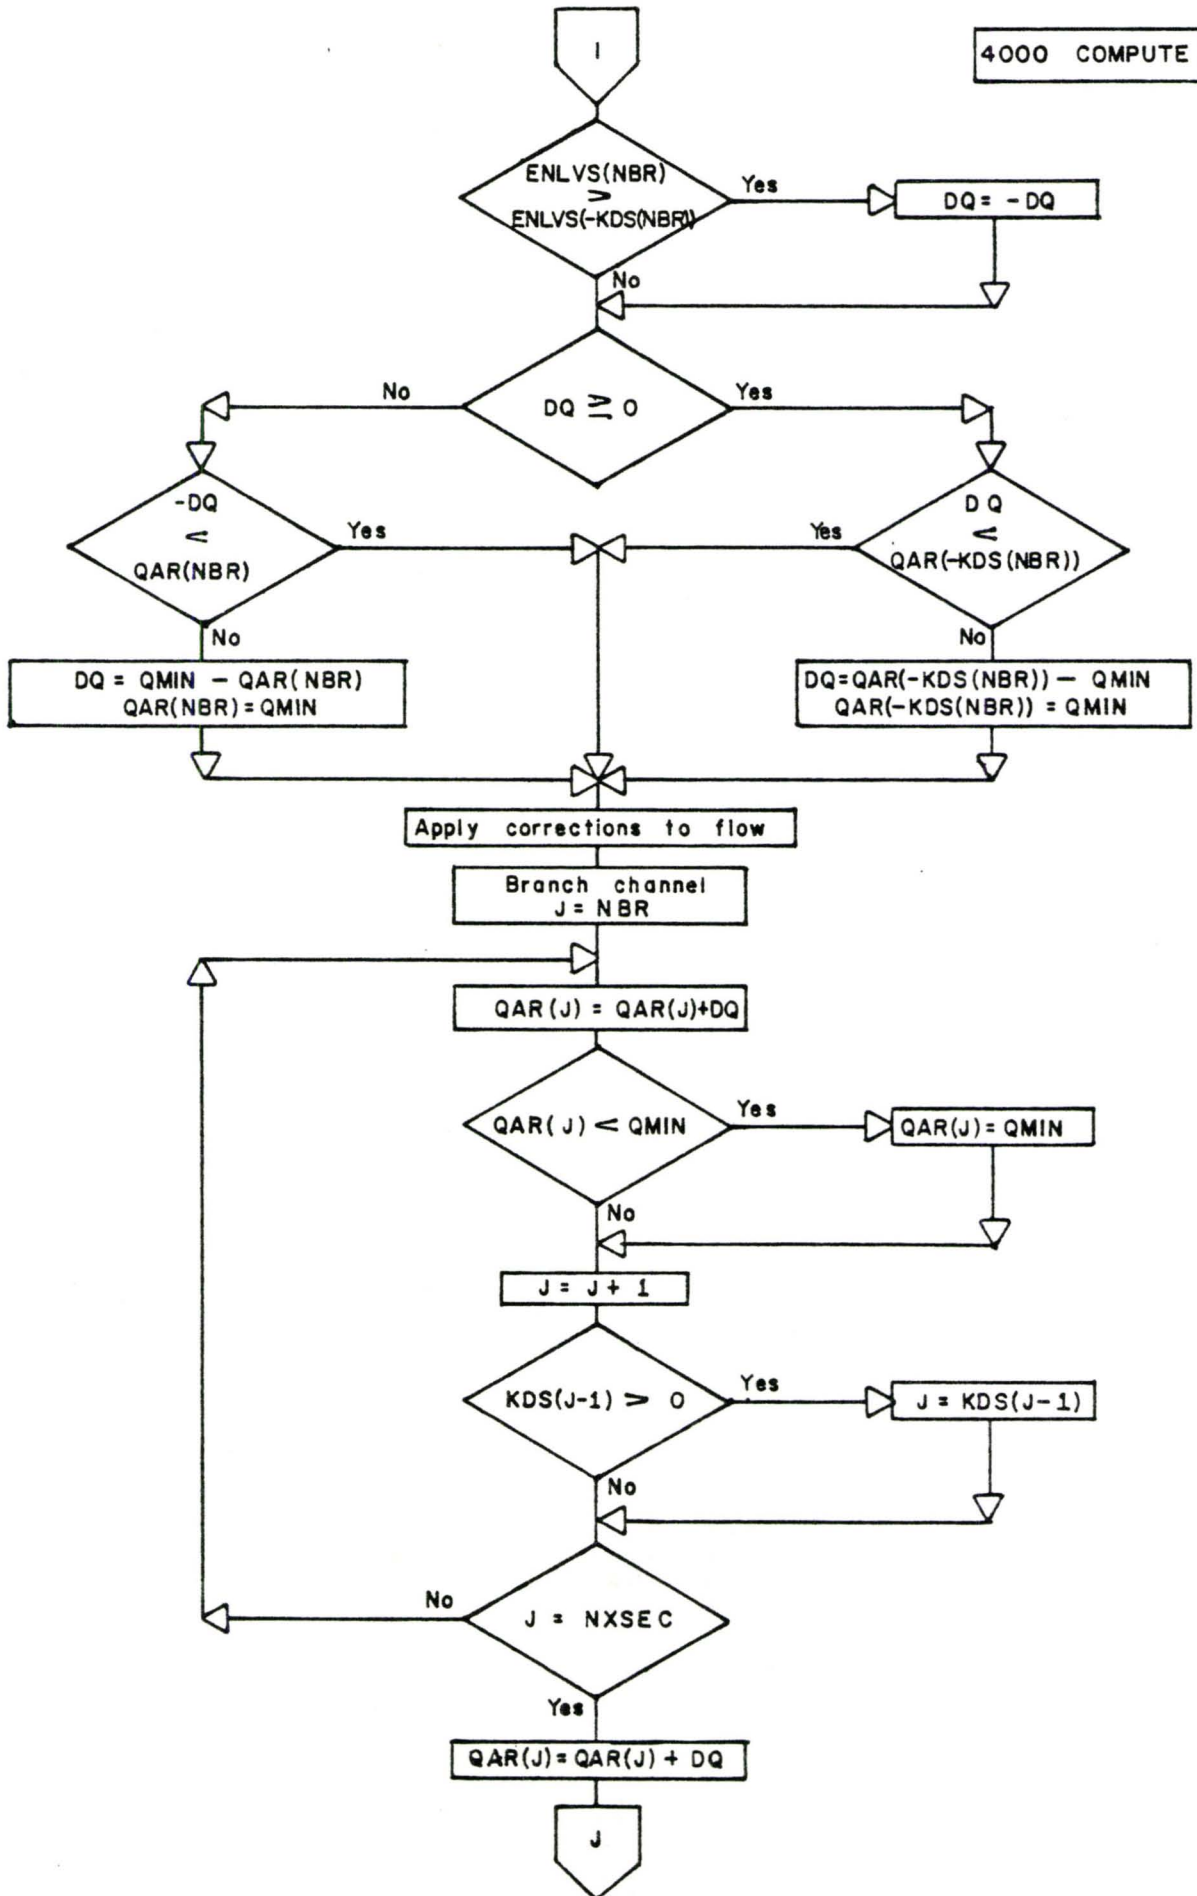 I
4000 COMPUTE
ENLVS(NBR)
>
ENLVS(-KDS(NBR))
Yes
DQ = -DQ
No
No
DQ ≧ 0
Yes
-DQ
<
QAR(NBR)
Yes
Yes
DQ
<
QAR(-KDS(NBR))
No
No
DQ = QMIN - QAR(NBR)
QAR(NBR) = QMIN
DQ=QAR(-KDS(NBR)) - QMIN
QAR(-KDS(NBR)) = QMIN
Apply corrections to flow
Branch channel
J = NBR
QAR(J) = QAR(J)+DQ
QAR(J) < QMIN
Yes
QAR(J) = QMIN
No
J = J + 1
KDS(J-1) > 0
Yes
J = KDS(J-1)
No
No
J = NXSEC
Yes
QAR(J)=QAR(J) + DQ
J